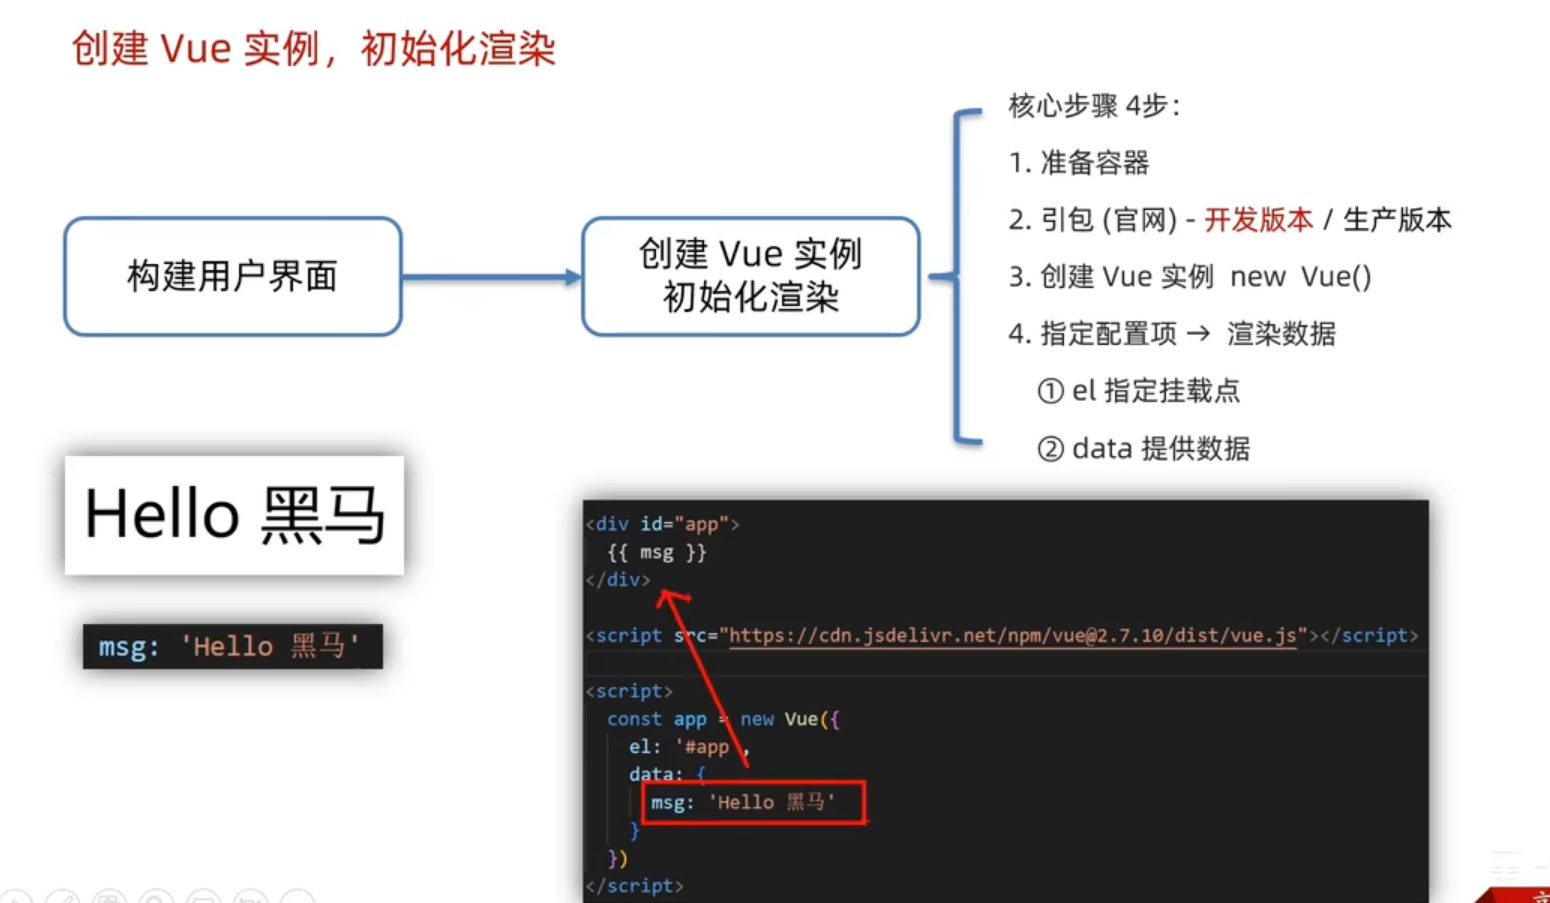 创建 Vue 实例，初始化渲染
构建用户界面
创建 Vue 实例
初始化渲染
核心步骤 4步：
1. 准备容器
2. 引包 (官网) - 开发版本 / 生产版本
3. 创建 Vue 实例 new Vue()
4. 指定配置项 → 渲染数据
① el 指定挂载点
② data 提供数据
Hello 黑马
msg: 'Hello 黑马'
<div id="app">
{{ msg }}
</div>
<script src="https://cdn.jsdelivr.net/npm/vue@2.7.10/dist/vue.js"></script>
<script>
const app = new Vue({
el: '#app ,
data: {
msg: 'Hello 黑马'
}
})
</script>